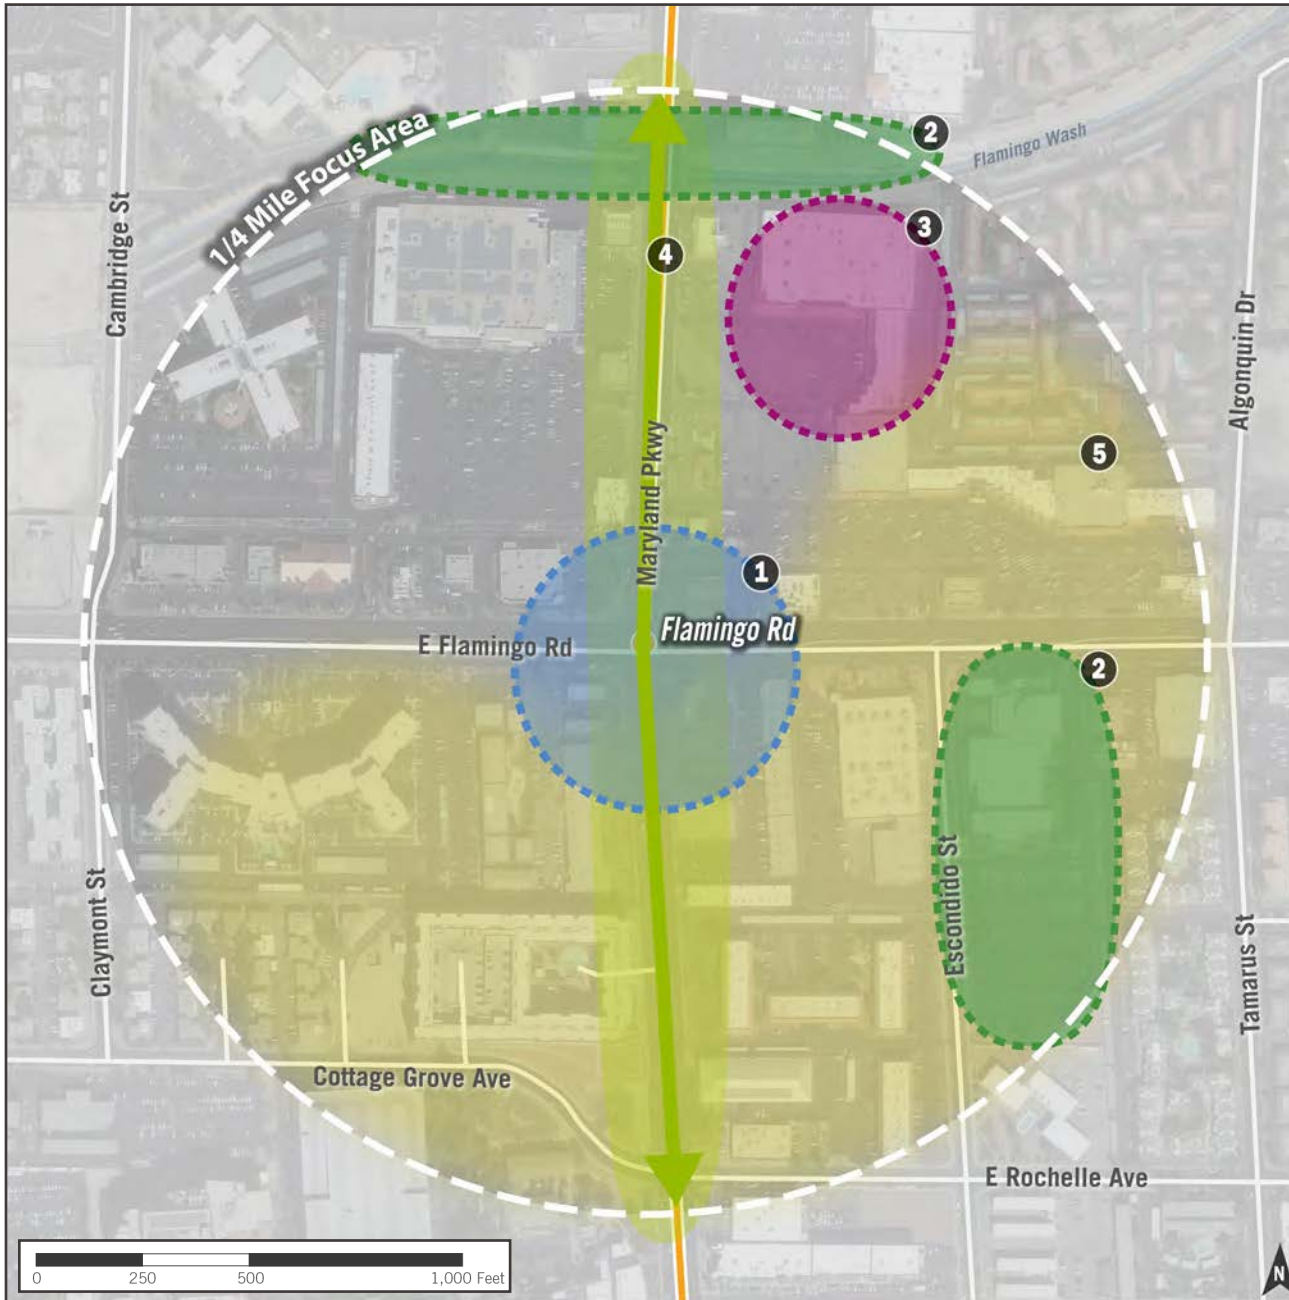 1/4 Mile Focus Area
2
Flamingo Wash
3
4
Cambridge St
Algonquin Dr
5
Maryland Pkwy
1
E Flamingo Rd
Flamingo Rd
2
Claymont St
Escondido St
Tamarus St
Cottage Grove Ave
E Rochelle Ave
0 250 500 1,000 Feet
N